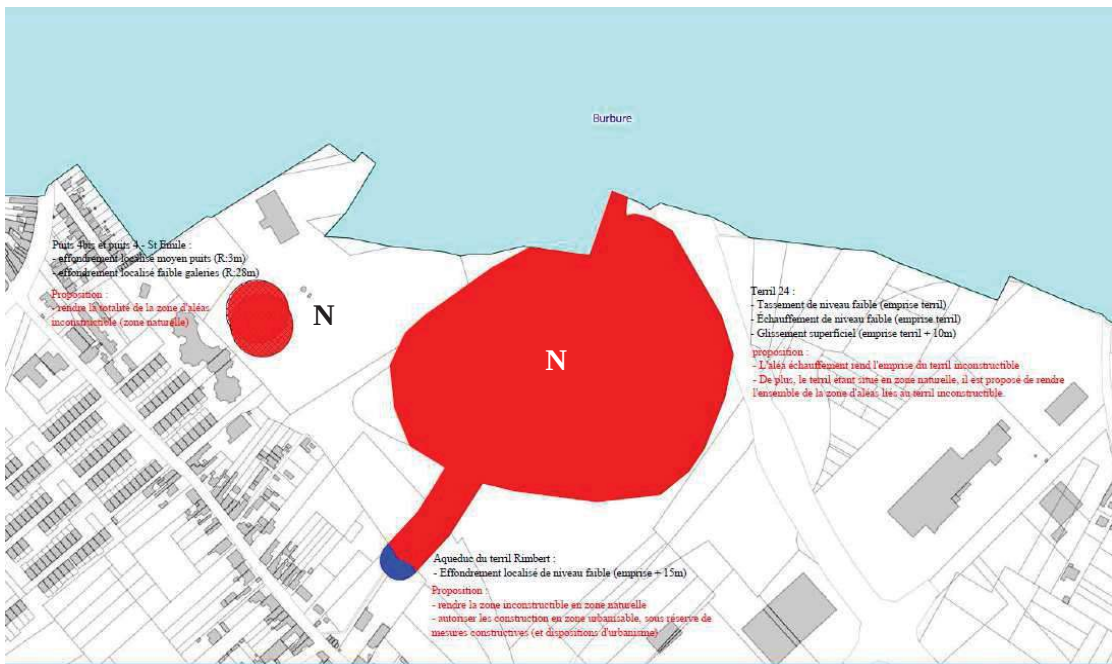 Burbure
Puits 4bis et puits 4 - St Emile :
- effondrement localisé moyen puits (R:3m)
- effondrement localisé faible galeries (R:28m)
Proposition :
- rendre la totalité de la zone d'aléas
inconstructible (zone naturelle)
N
N
Terril 24 :
- Tassement de niveau faible (emprise terril)
- Échauffement de niveau faible (emprise terril)
- Glissement superficiel (emprise terril + 10m)
proposition :
- L'aléa échauffement rend l'emprise du terril inconstructible
- De plus, le terril étant situé en zone naturelle, il est proposé de rendre
l'ensemble de la zone d'aléas liés au terril inconstructible.
Aqueduc du terril Rimbert :
- Effondrement localisé de niveau faible (emprise + 15m)
Proposition :
- rendre la zone inconstructible en zone naturelle
- autoriser les construction en zone urbanisable, sous réserve de
mesures constructives (et dispositions d'urbanisme)